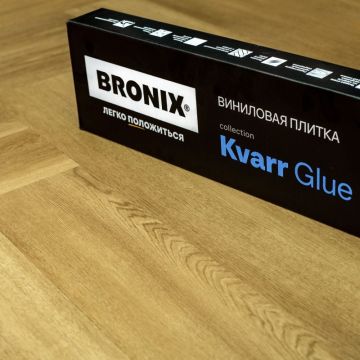 BRONIX®
ЛЕГКО ПОЛОЖИТЬСЯ
ВИНИЛОВАЯ ПЛИТКА
collection
Kvarr Glue